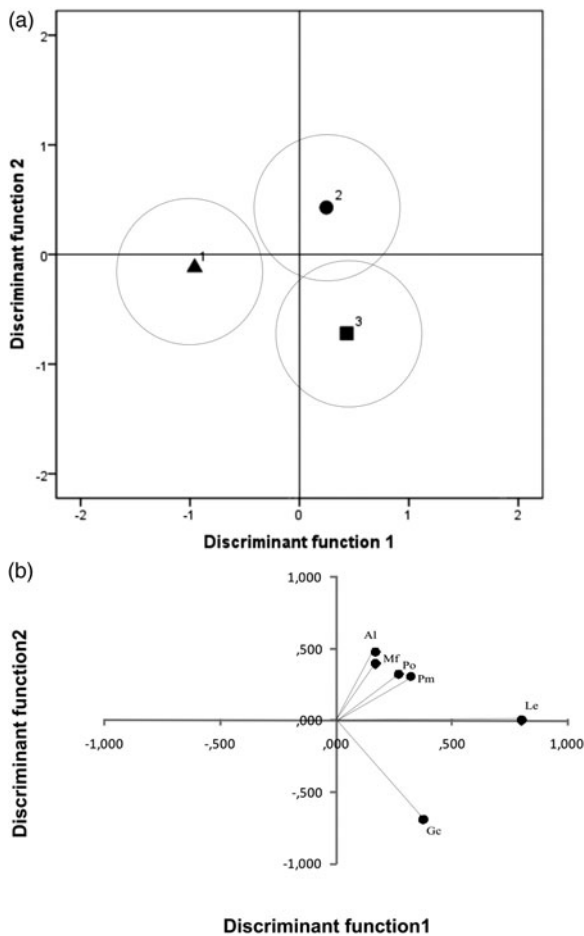 (a)
2
1
0
-1
-2
Discriminant function 2
1
2
3
-2
-1
0
1
2
Discriminant function 1
(b)
1,000
,500
,000
-,500
-1,000
Discriminant function2
Al
Mf
Po
Pm
Le
Gc
-1,000
-,500
,000
,500
1,000
Discriminant function1